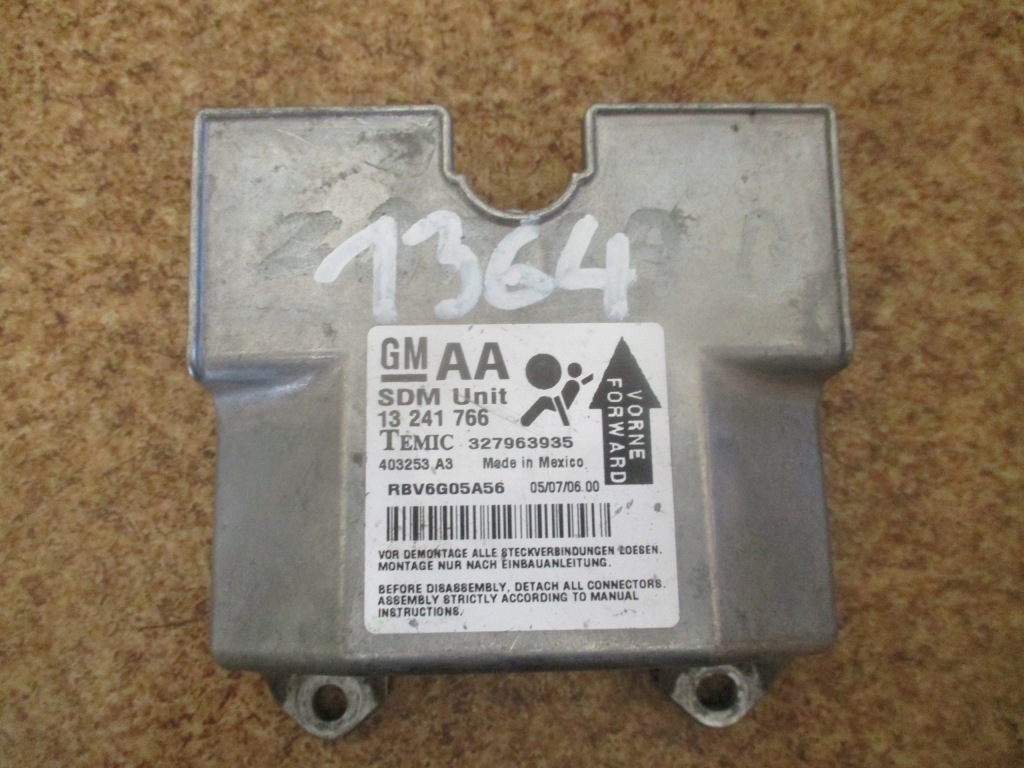 1364
GM AA
SDM Unit
13 241 766
TEMIC 327963935
403253 A3 Made in Mexico
RBV6G05A56 05/07/06.00
VORNE
FORWARD
VOR DEMONTAGE ALLE STECKVERBINDUNGEN LOESEN.
MONTAGE NUR NACH EINBAUANLEITUNG.
BEFORE DISASSEMBLY, DETACH ALL CONNECTORS.
ASSEMBLY STRICTLY ACCORDING TO MANUAL
INSTRUCTIONS.